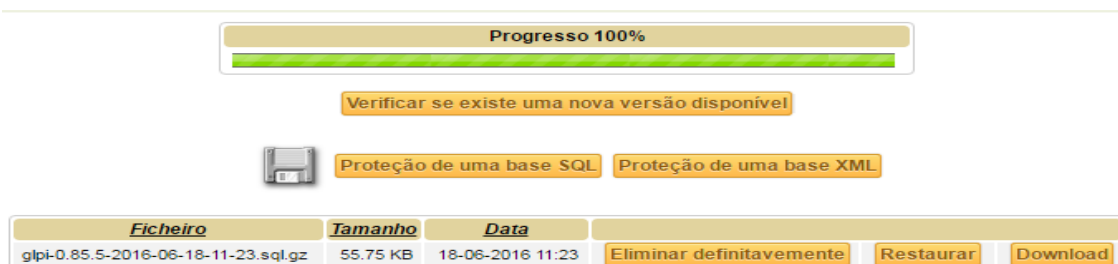 Progresso 100%
Verificar se existe uma nova versão disponível
Proteção de uma base SQL Proteção de uma base XML
Ficheiro Tamanho Data
glpi-0.85.5-2016-06-18-11-23.sql.gz 55.75 KB 18-06-2016 11:23 Eliminar definitavemente Restaurar Download